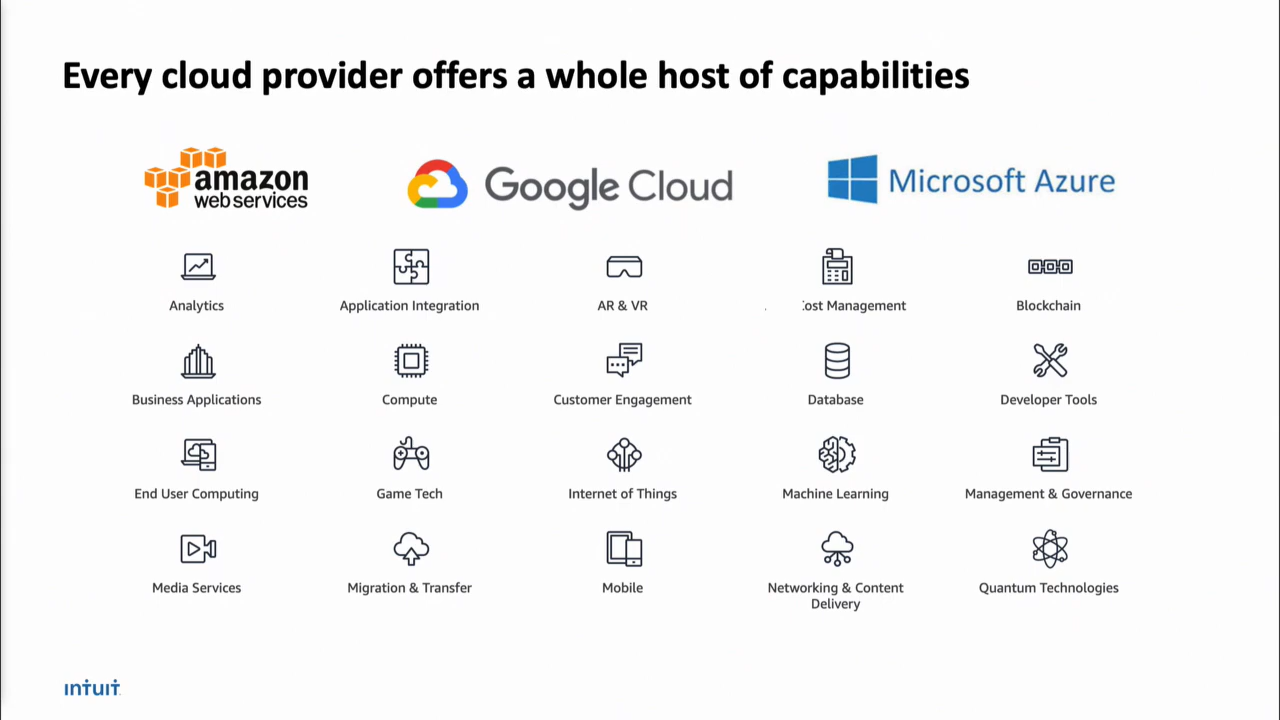 Every cloud provider offers a whole host of capabilities
amazon
web services
Google Cloud
Microsoft Azure
Analytics
Application Integration
AR & VR
ost Management
Blockchain
Business Applications
Compute
Customer Engagement
Database
Developer Tools
End User Computing
Game Tech
Internet of Things
Machine Learning
Management & Governance
Media Services
Migration & Transfer
Mobile
Networking & Content
Delivery
Quantum Technologies
intuit